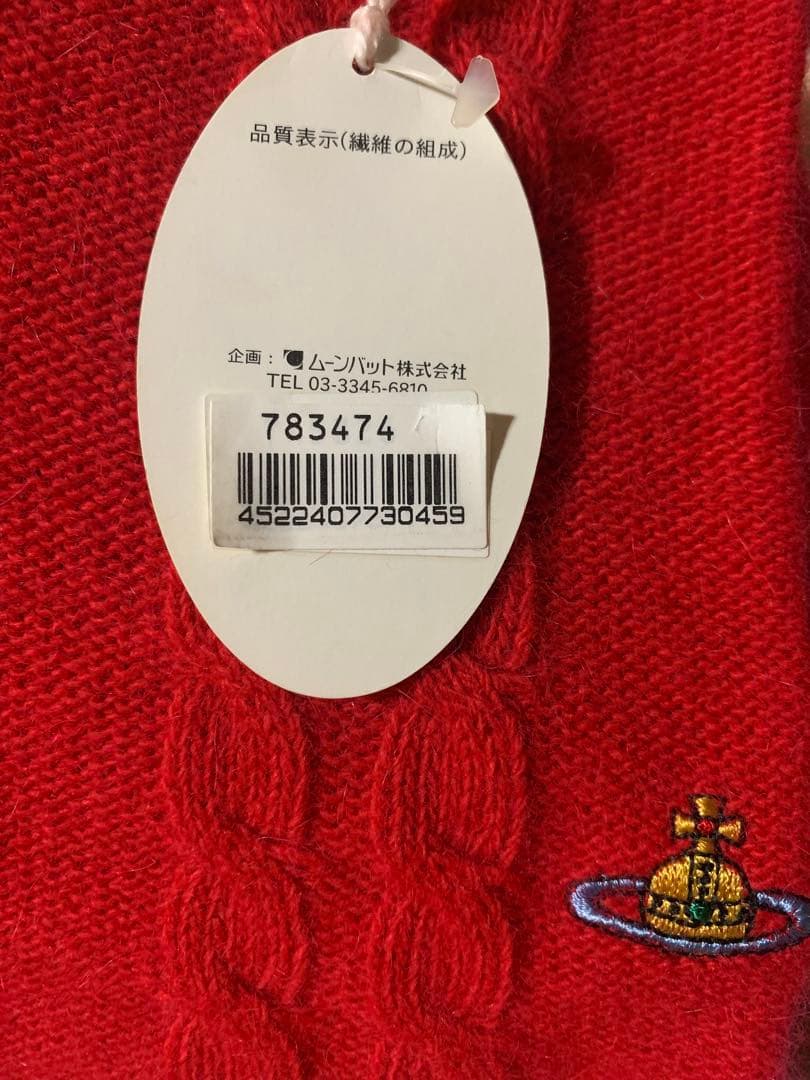 品質表示(繊維の組成)
企画: ムーンバット株式会社
TEL 03-3345-6810
783474
4522407730459